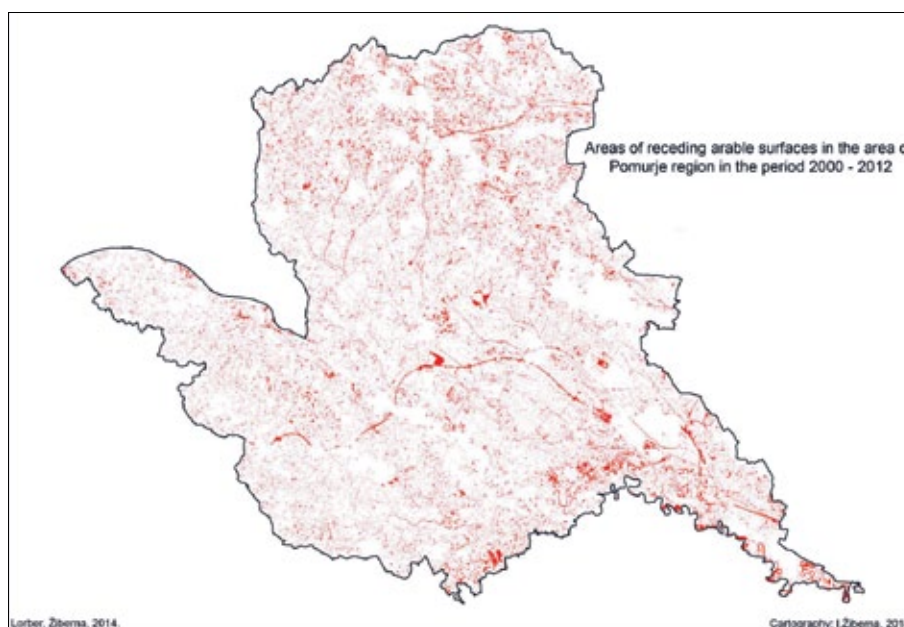 Areas of receding arable surfaces in the area o
Pomurje region in the period 2000 - 2012
Lorber, Žiberna, 2014.
Cartography: I.Žiberna, 201